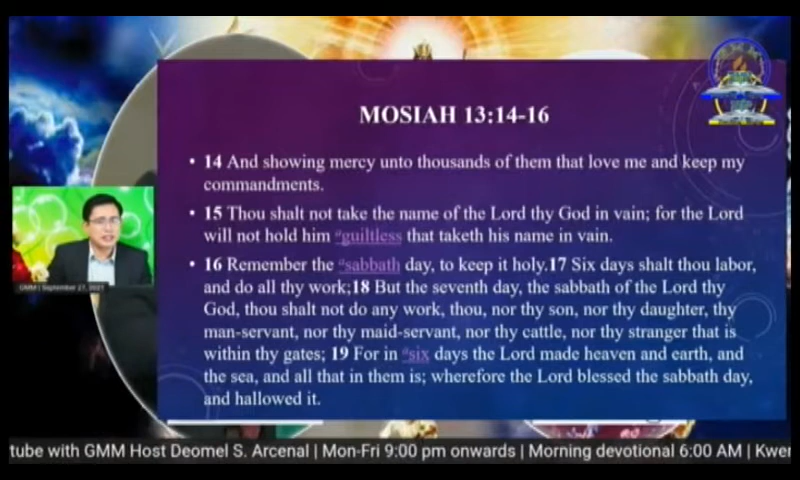 MOSIAH 13:14-16
• 14 And showing mercy unto thousands of them that love me and keep my
commandments.
• 15 Thou shalt not take the name of the Lord thy God in vain; for the Lord
will not hold him aguiltless that taketh his name in vain.
• 16 Remember the asabbath day, to keep it holy.17 Six days shalt thou labor,
and do all thy work;18 But the seventh day, the sabbath of the Lord thy
God, thou shalt not do any work, thou, nor thy son, nor thy daughter, thy
man-servant, nor thy maid-servant, nor thy cattle, nor thy stranger that is
within thy gates; 19 For in asix days the Lord made heaven and earth, and
the sea, and all that in them is; wherefore the Lord blessed the sabbath day,
and hallowed it.
GMM | September 27, 2021
tube with GMM Host Deomel S. Arcenal | Mon-Fri 9:00 pm onwards | Morning devotional 6:00 AM | Kwer